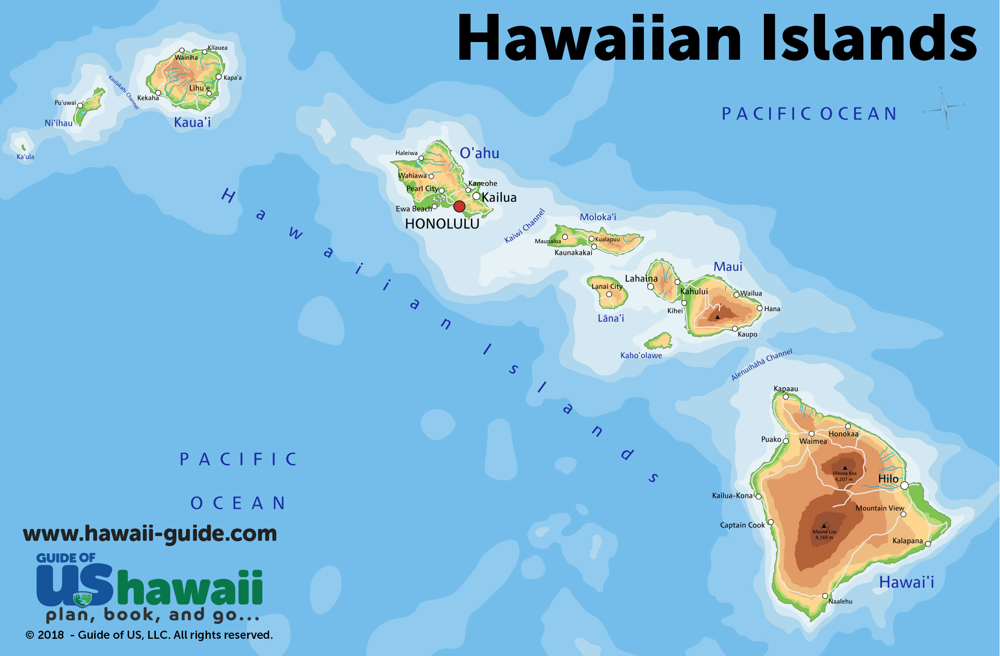 Hawaiian Islands
Kilauea
Wainiha
Kapa'a
Lihu'e
Kekaha
Kaua'i
Kaulakahi Channel
Pu'uwai
Ni'ihau
Ka'ula
PACIFIC OCEAN
N
E
W
S
O'ahu
Haleiwa
Wahiawa
Kaneohe
Pearl City
Kailua
Ewa Beach
HONOLULU
Kaiwi Channel
Moloka'i
Maunaloa
Kualapuu
Kaunakakai
Maui
Lahaina
Kahului
Wailua
Kihei
Hana
Kaupo
Lanai City
Lāna'i
Kaho'olawe
Alenuihāhā Channel
Hawaiian Islands
Kapaau
Puako
Waimea
Honokaa
Mauna Kea
4,207 m
Hilo
Kailua-Kona
Mountain View
Captain Cook
Mauna Loa
4,169 m
Kalapana
Hawai'i
Naalehu
PACIFIC
OCEAN
www.hawaii-guide.com
GUIDE OF
US hawaii
plan, book, and go...
© 2018 - Guide of US, LLC. All rights reserved.